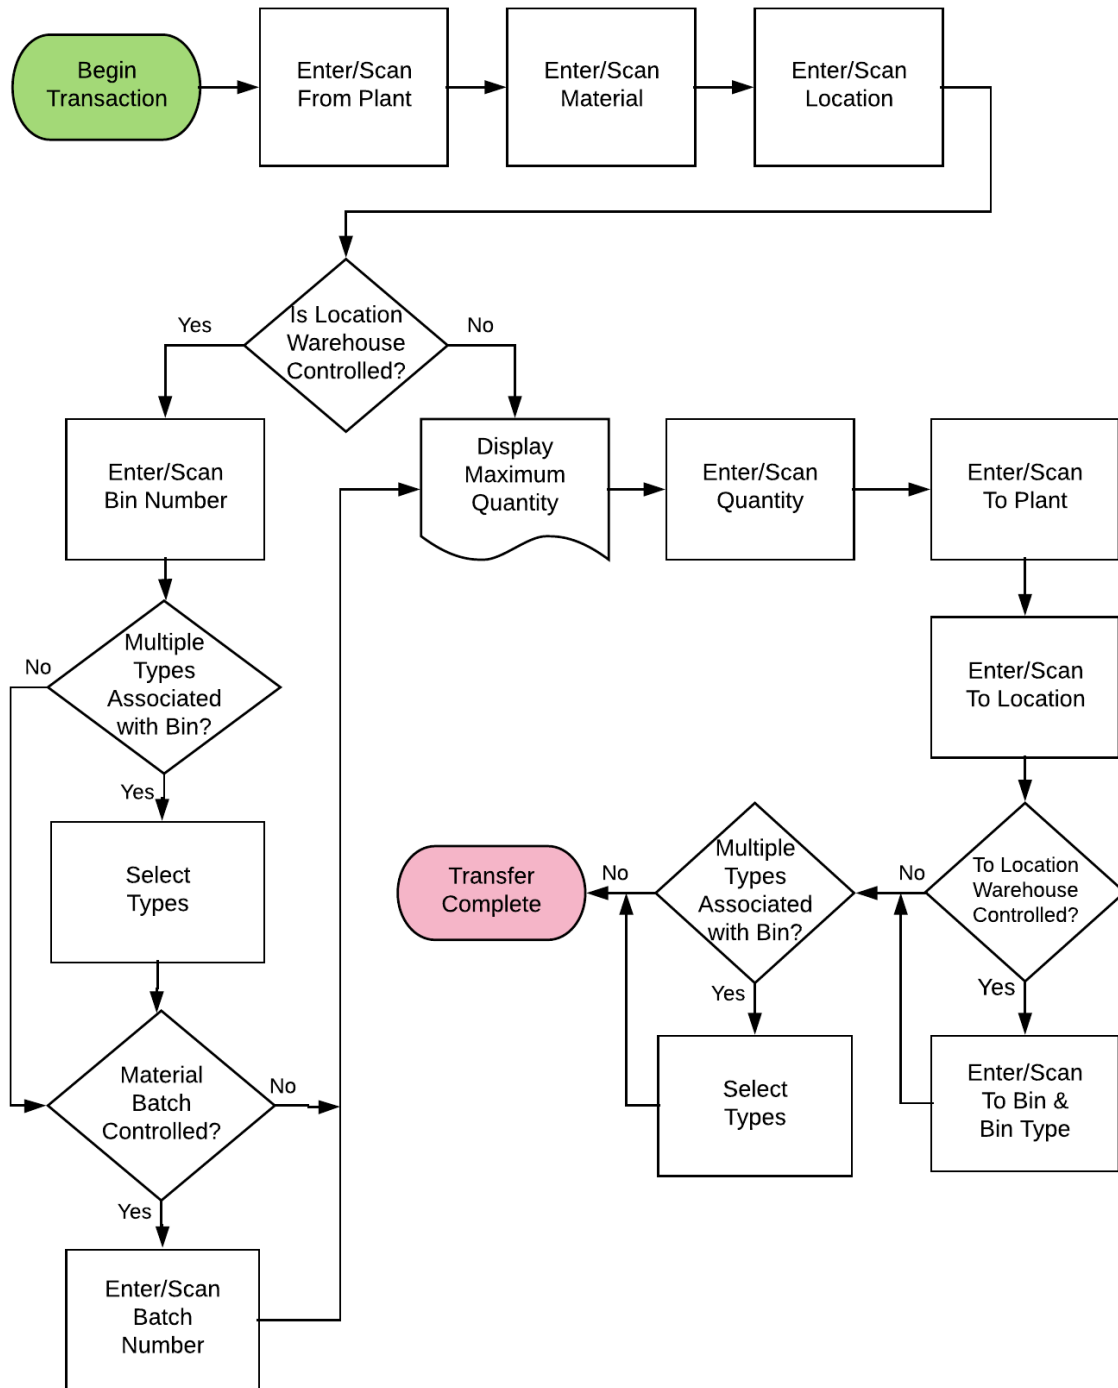 Begin
Transaction
Enter/Scan
From Plant
Enter/Scan
Material
Enter/Scan
Location
Is Location
Warehouse
Controlled?
Yes
No
Enter/Scan
Bin Number
Display
Maximum
Quantity
Enter/Scan
Quantity
Enter/Scan
To Plant
Multiple
Types
Associated
with Bin?
No
Yes
Enter/Scan
To Location
Select
Types
To Location
Warehouse
Controlled?
No
Yes
Multiple
Types
Associated
with Bin?
No
Yes
Transfer
Complete
Enter/Scan
To Bin &
Bin Type
Select
Types
Material
Batch
Controlled?
No
Yes
Enter/Scan
Batch
Number